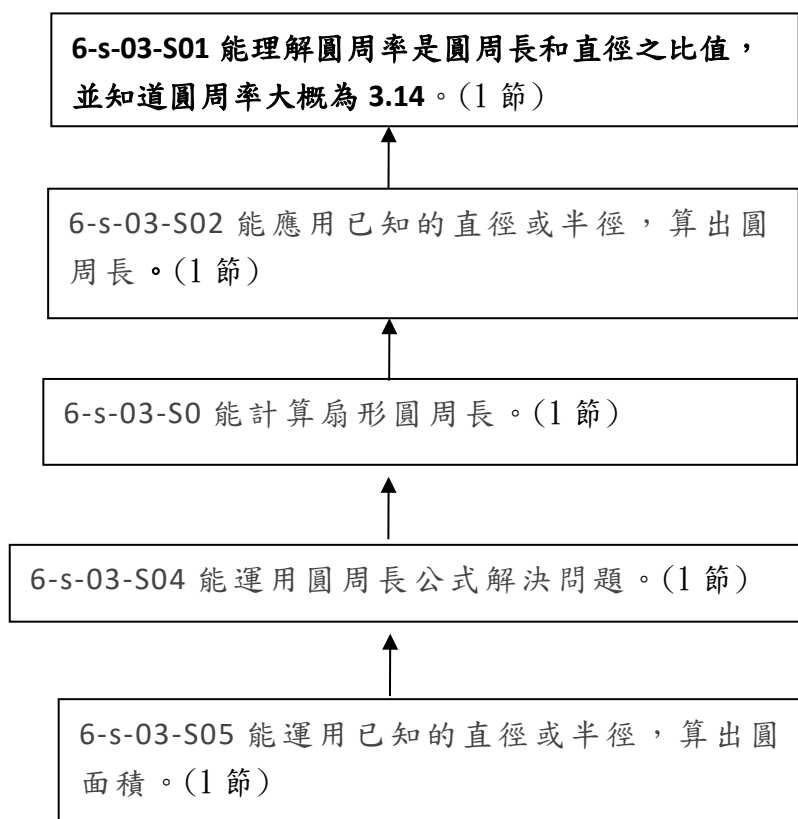 6-s-03-S01 能理解圓周率是圓周長和直徑之比值，
並知道圓周率大概為 3.14。(1 節)
6-s-03-S02 能應用已知的直徑或半徑，算出圓
周長。(1 節)
6-s-03-S0 能計算扇形圓周長。(1 節)
6-s-03-S04 能運用圓周長公式解決問題。(1 節)
6-s-03-S05 能運用已知的直徑或半徑，算出圓
面積。(1 節)